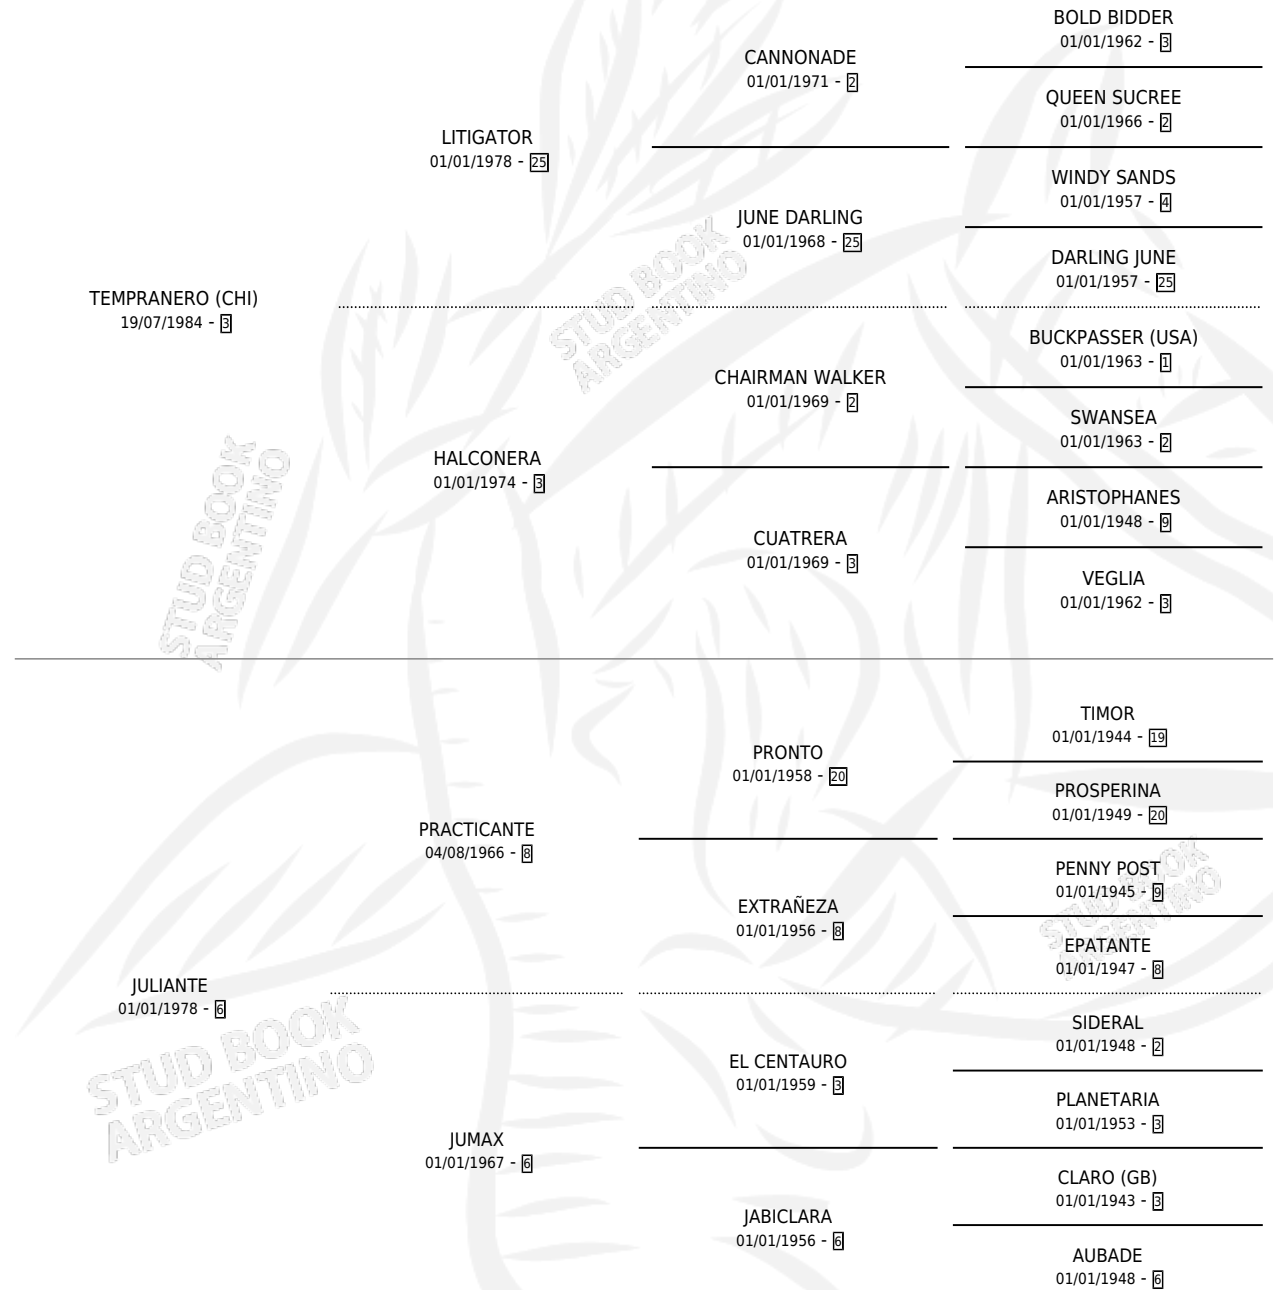 BOLD BIDDER
01/01/1962 - 3
CANNONADE
01/01/1971 - 2
QUEEN SUCREE
01/01/1966 - 2
LITIGATOR
01/01/1978 - 25
WINDY SANDS
01/01/1957 - 4
JUNE DARLING
01/01/1968 - 25
DARLING JUNE
01/01/1957 - 25
TEMPRANERO (CHI)
19/07/1984 - 3
BUCKPASSER (USA)
01/01/1963 - 1
CHAIRMAN WALKER
01/01/1969 - 2
SWANSEA
01/01/1963 - 2
HALCONERA
01/01/1974 - 3
ARISTOPHANES
01/01/1948 - 9
CUATRERA
01/01/1969 - 3
VEGLIA
01/01/1962 - 3
STUD BOOK
ARGENTINO
STUD BOOK
ARGENTINO
TIMOR
01/01/1944 - 19
PRONTO
01/01/1958 - 20
PROSPERINA
01/01/1949 - 20
PRACTICANTE
04/08/1966 - 8
PENNY POST
01/01/1945 - 9
EXTRAÑEZA
01/01/1956 - 8
EPATANTE
01/01/1947 - 8
JULIANTE
01/01/1978 - 6
SIDERAL
01/01/1948 - 2
EL CENTAURO
01/01/1959 - 3
PLANETARIA
01/01/1953 - 3
JUMAX
01/01/1967 - 6
CLARO (GB)
01/01/1943 - 3
JABICLARA
01/01/1956 - 6
AUBADE
01/01/1948 - 6
STUD BOOK
ARGENTINO
STUD BOOK
ARGENTINO